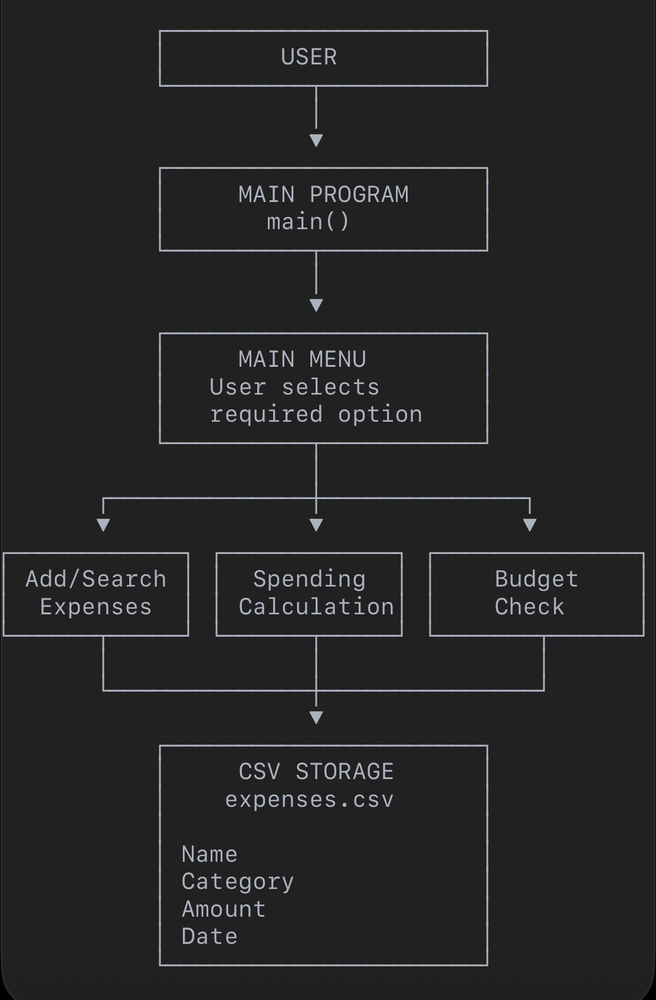 USER
MAIN PROGRAM
main()
MAIN MENU
User selects
required option
Add/Search
Expenses
Spending
Calculation
Budget
Check
CSV STORAGE
expenses.csv
Name
Category
Amount
Date